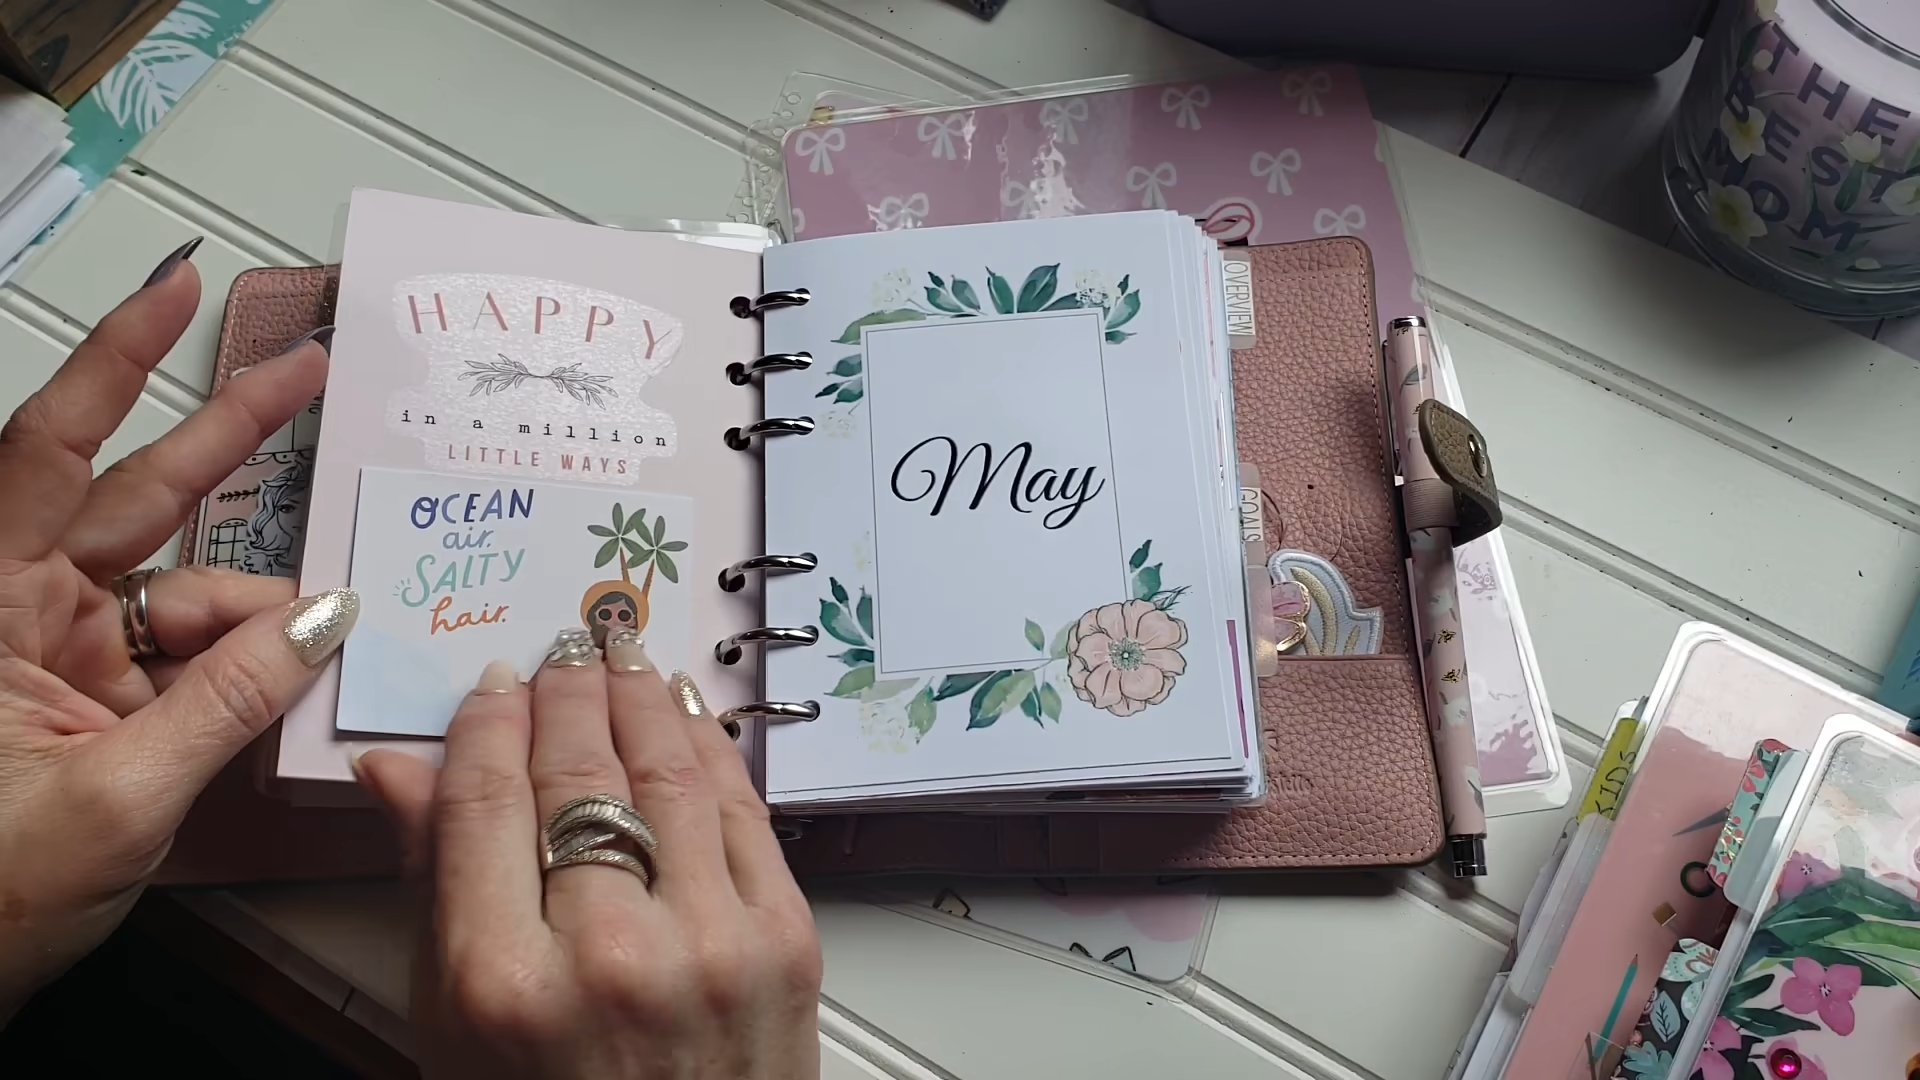 HAPPY
in a million
LITTLE WAYS
OCEAN
air.
SALTY
hair.
May
OVERVIEW
GOALS
THE
BEST
MOM
KIDS